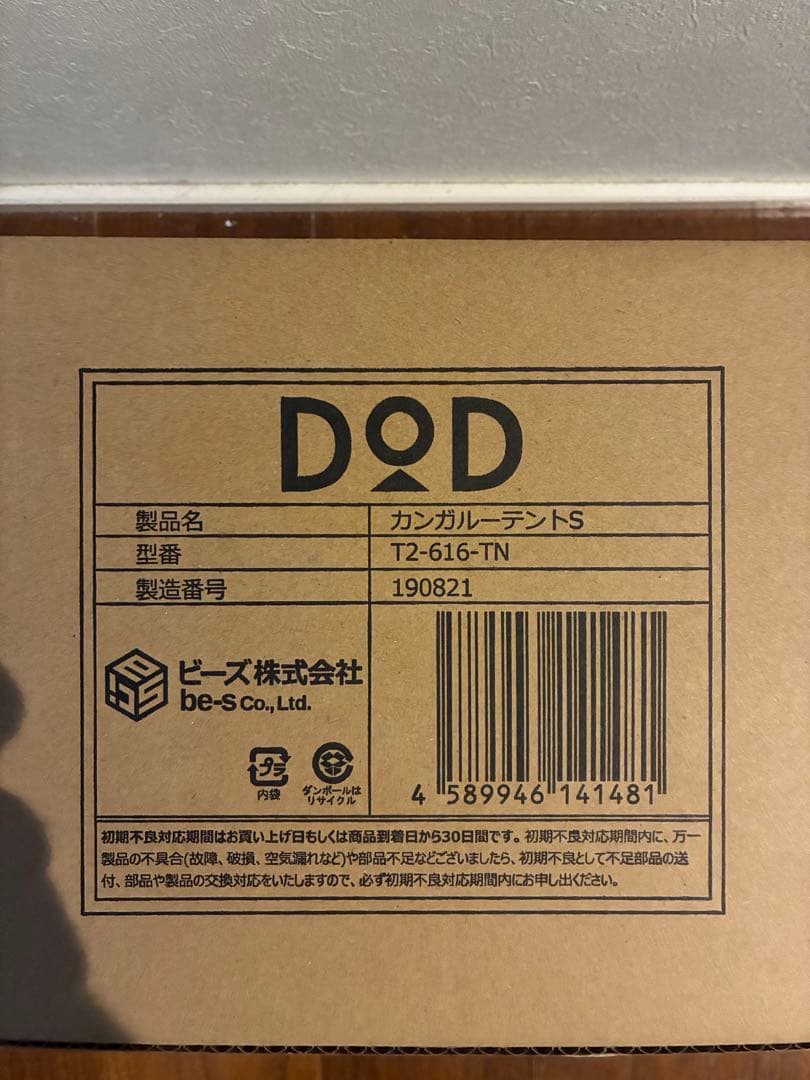 DOD
製品名 カンガルーテントS
型番 T2-616-TN
製造番号 190821
ビーズ株式会社
be-s Co., Ltd.
プラ
内袋
ダンボールは
リサイクル
4 589946 141481
初期不良対応期間はお買い上げ日もしくは商品到着日から30日間です。初期不良対応期間内に、万一
製品の不具合(故障、破損、空気漏れなど)や部品不足などございましたら、初期不良として不足部品の送
付、部品や製品の交換対応をいたしますので、必ず初期不良対応期間内にお申し出ください。